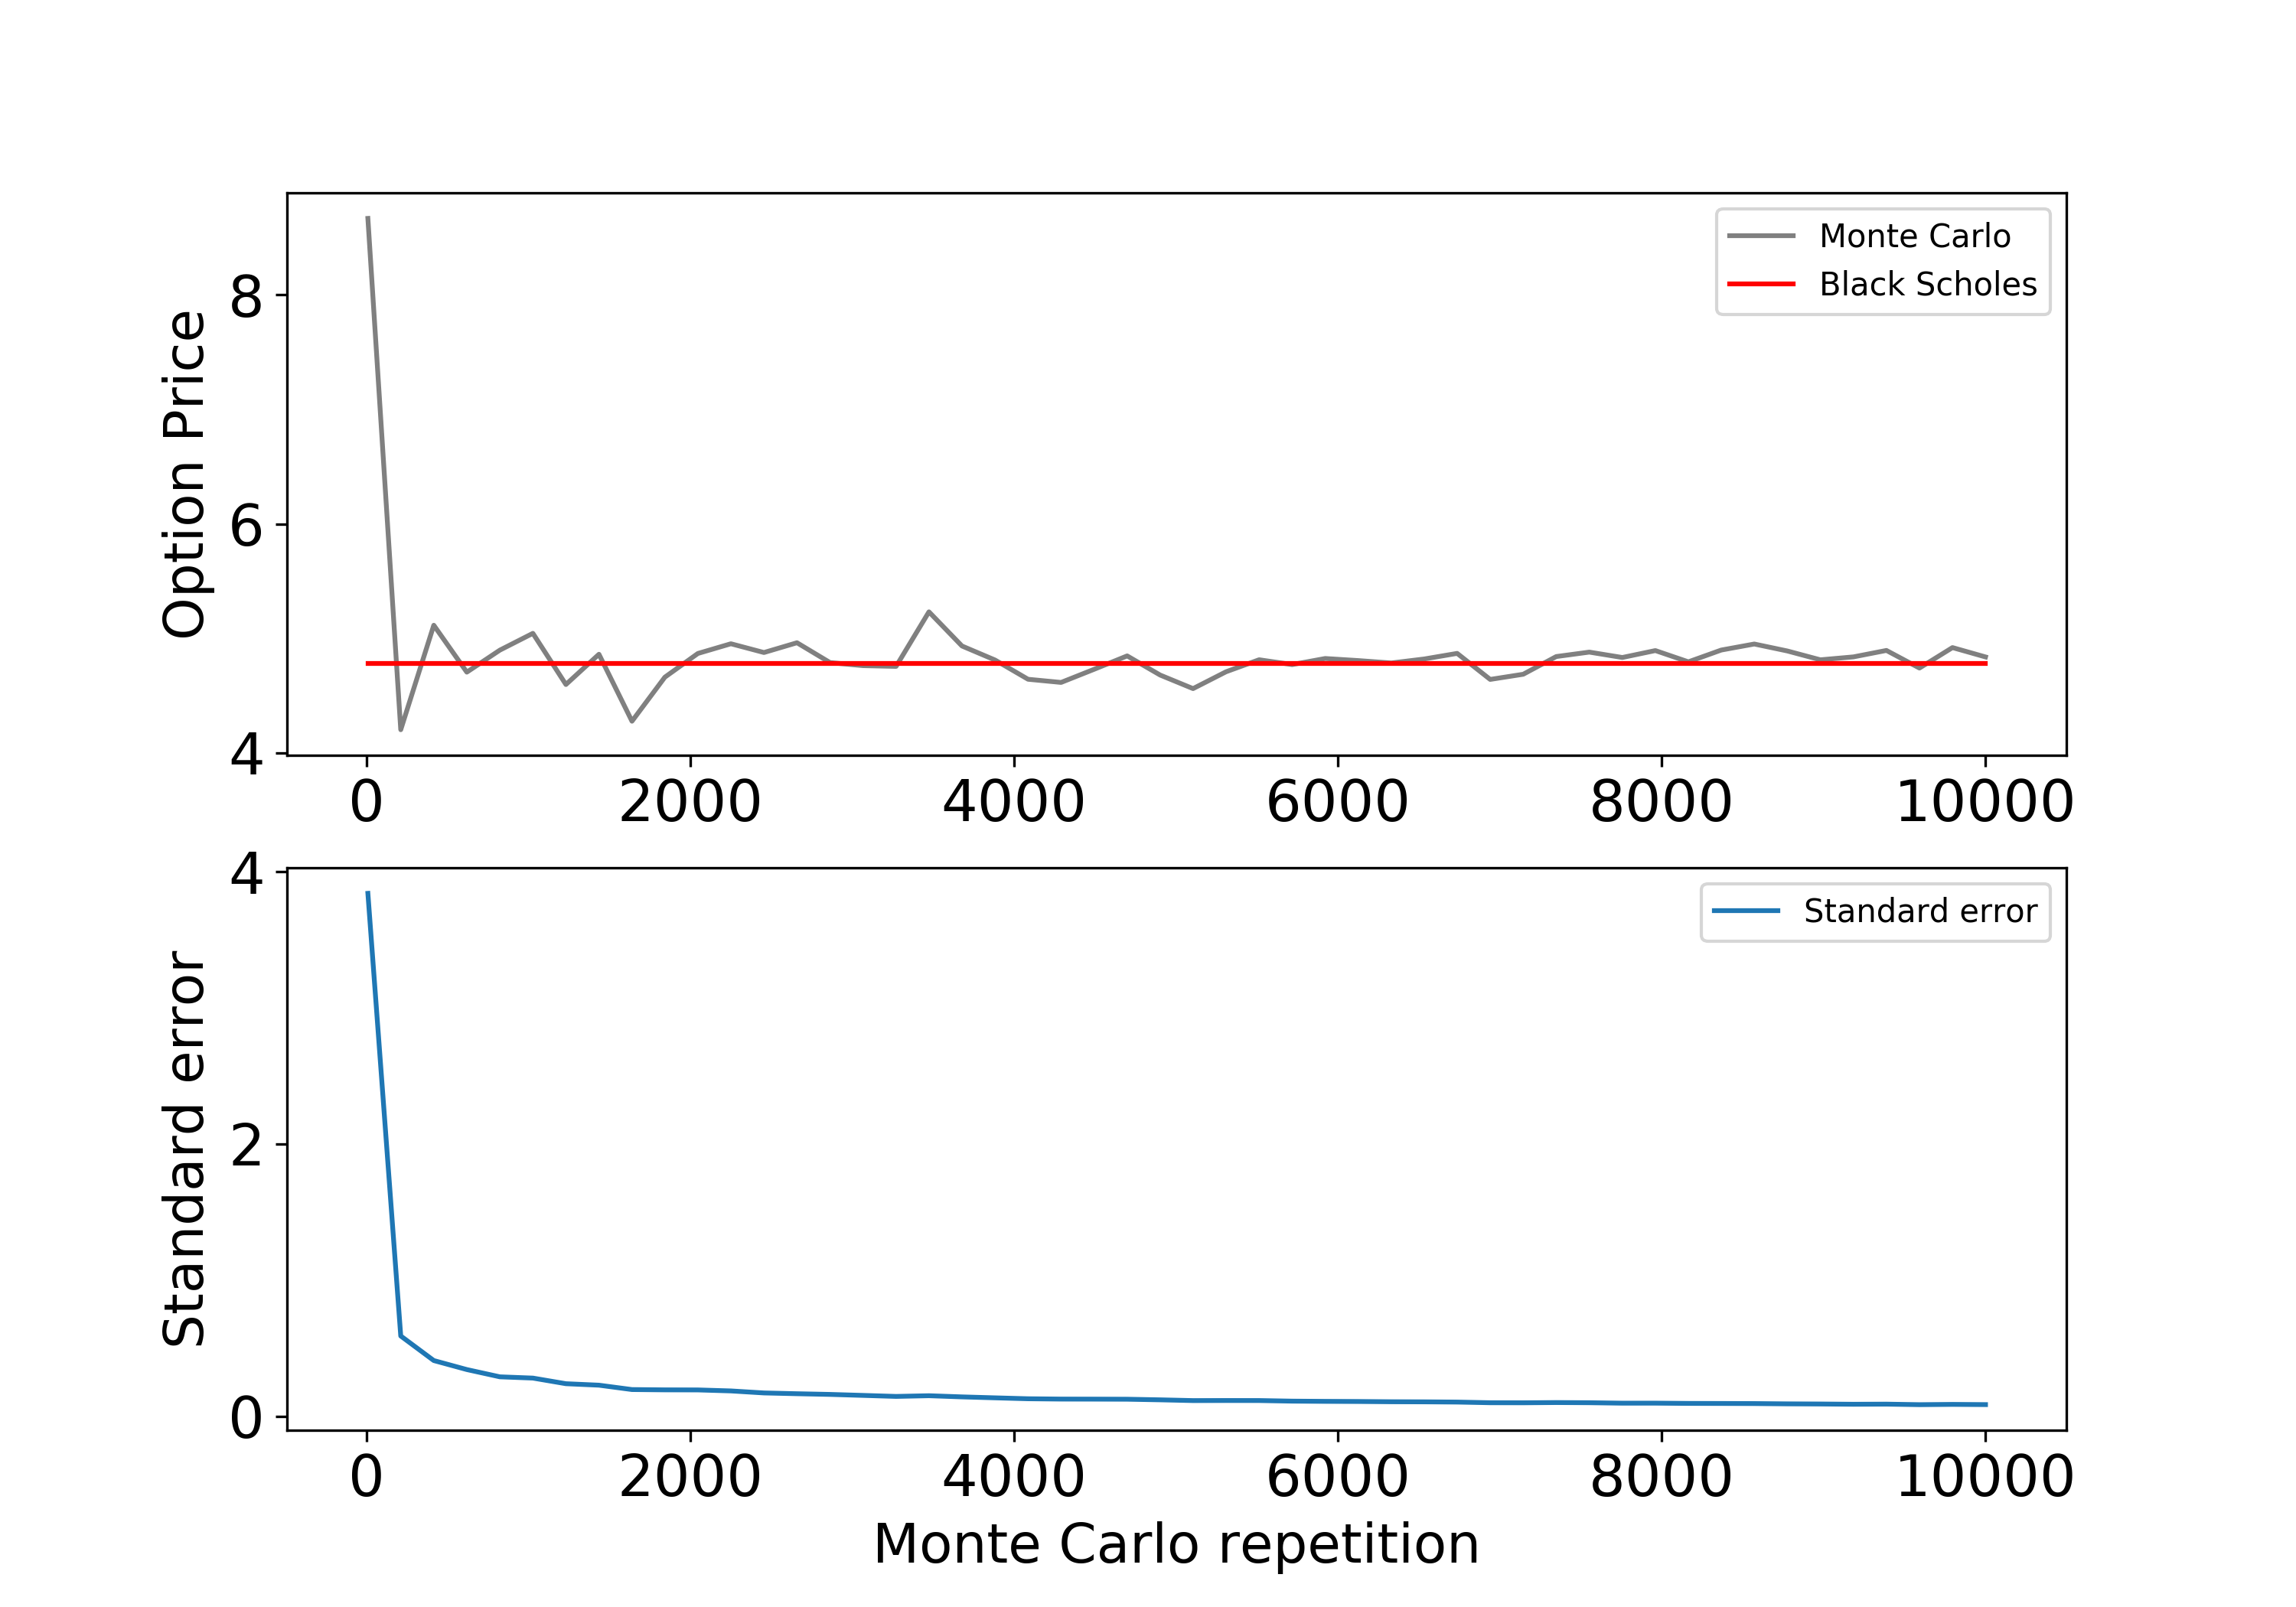 Option Price
8
6
4
Monte Carlo
Black Scholes
0 2000 4000 6000 8000 10000
Standard error
4
2
0
Standard error
0 2000 4000 6000 8000 10000
Monte Carlo repetition